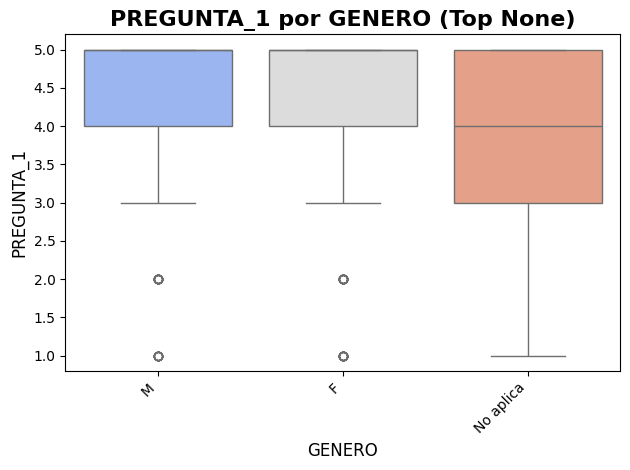 PREGUNTA_1 por GENERO (Top None)
PREGUNTA_1
5.0
4.5
4.0
3.5
3.0
2.5
2.0
1.5
1.0
M
F
No aplica
GENERO